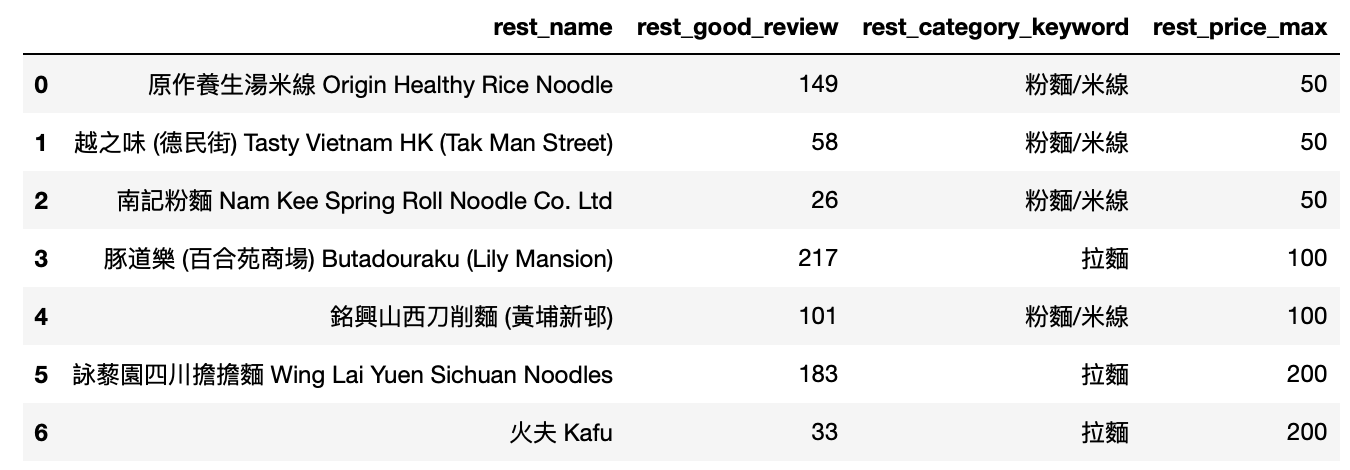 rest_name rest_good_review rest_category_keyword rest_price_max
0 原作養生湯米線 Origin Healthy Rice Noodle 149 粉麵/米線 50
1 越之味 (德民街) Tasty Vietnam HK (Tak Man Street) 58 粉麵/米線 50
2 南記粉麵 Nam Kee Spring Roll Noodle Co. Ltd 26 粉麵/米線 50
3 豚道樂 (百合苑商場) Butadouraku (Lily Mansion) 217 拉麵 100
4 銘興山西刀削麵 (黃埔新邨) 101 粉麵/米線 100
5 詠藜園四川擔擔麵 Wing Lai Yuen Sichuan Noodles 183 拉麵 200
6 火夫 Kafu 33 拉麵 200